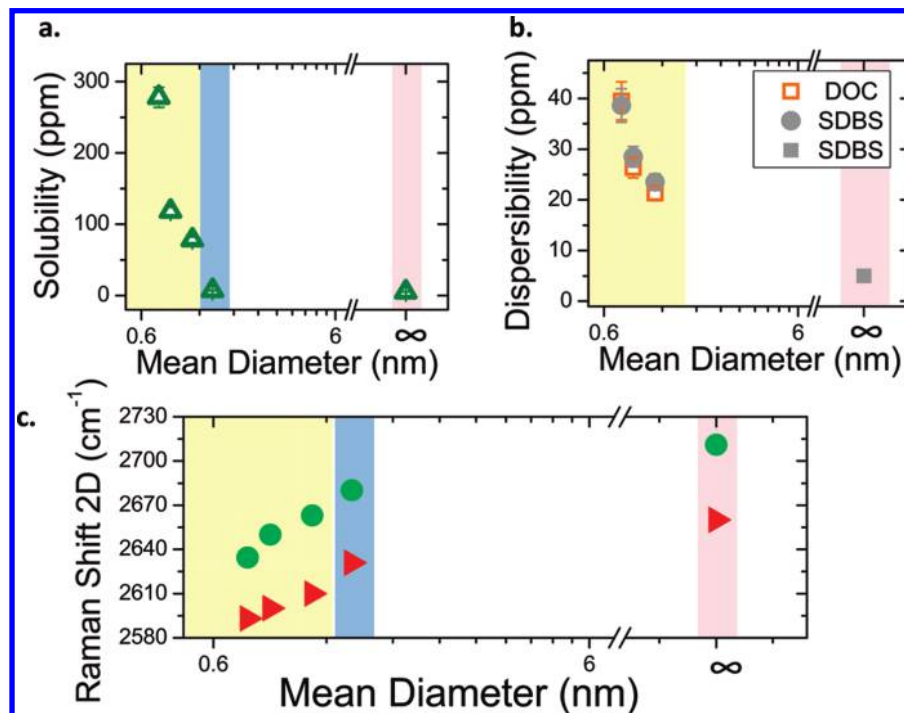 a.
Solubility (ppm)
300
200
100
0
0.6
6
∞
Mean Diameter (nm)
b.
Dispersibility (ppm)
40
30
20
10
0
DOC
SDBS
SDBS
0.6
6
∞
Mean Diameter (nm)
c.
Raman Shift 2D (cm⁻¹)
2730
2700
2670
2640
2610
2580
0.6
6
∞
Mean Diameter (nm)